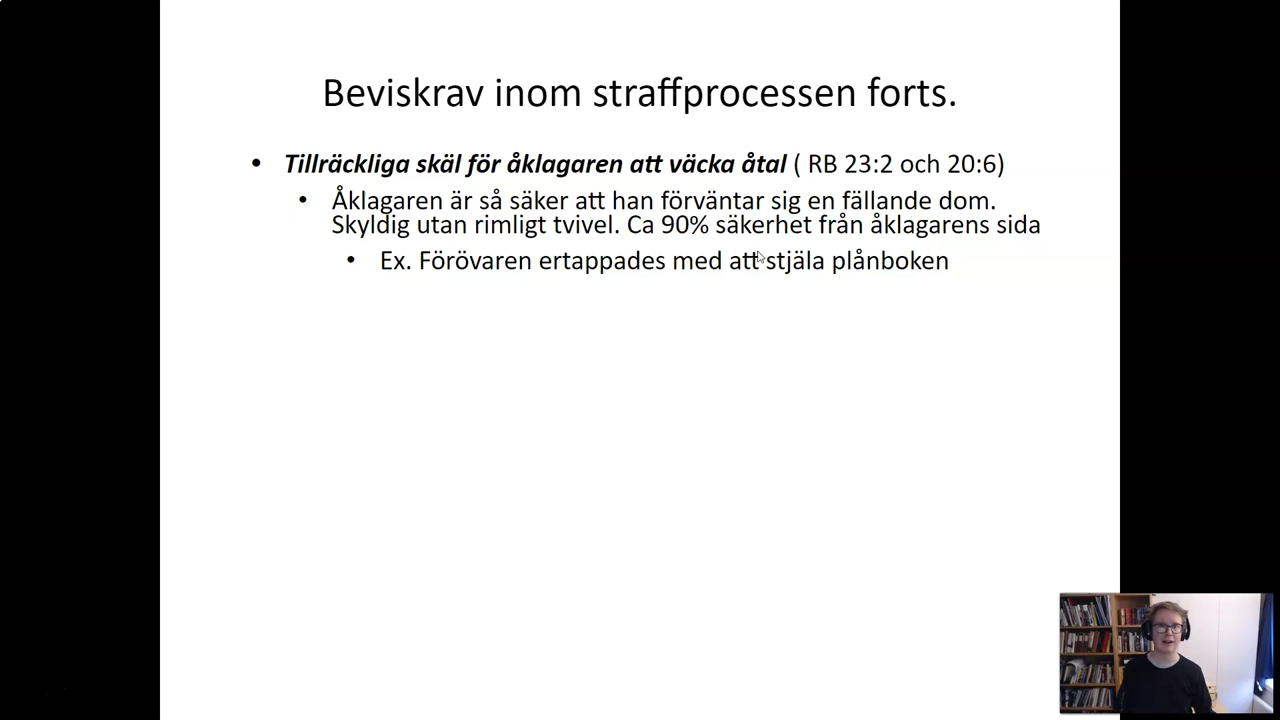 Beviskrav inom straffprocessen forts.
• Tillräckliga skäl för åklagaren att väcka åtal ( RB 23:2 och 20:6)
• Åklagaren är så säker att han förväntar sig en fällande dom.
Skyldig utan rimligt tvivel. Ca 90% säkerhet från åklagarens sida
• Ex. Förövaren ertappades med att stjäla plånboken